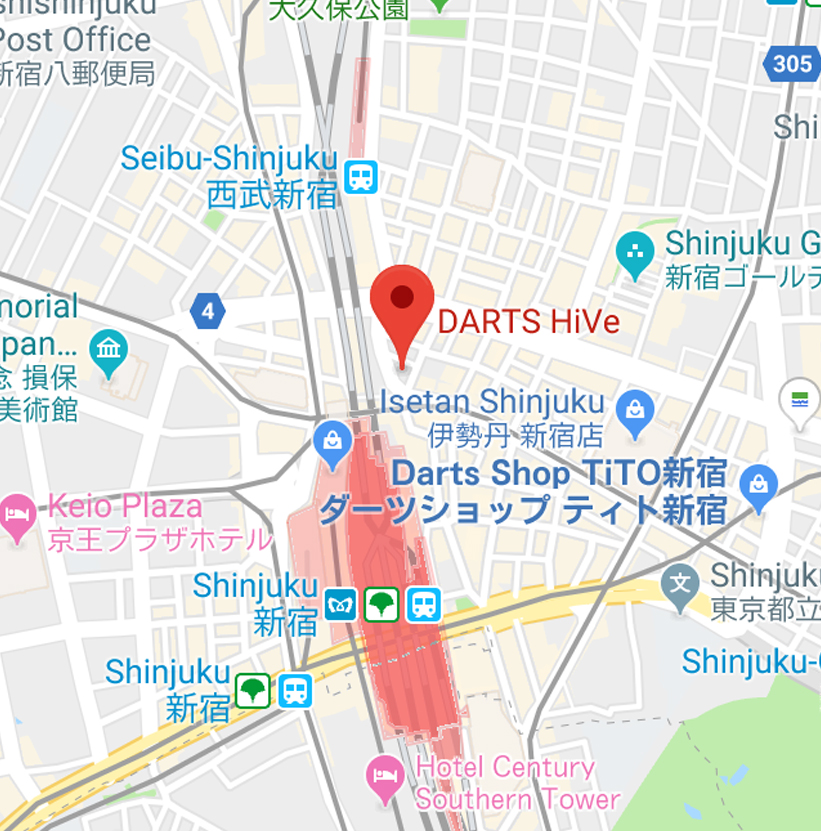 Post Office
新宿八郵便局
大久保公園
305
Shi
Seibu-Shinjuku
西武新宿
Shinjuku G
新宿ゴールデ
4
DARTS HiVe
morial
pan...
念 損保
美術館
Isetan Shinjuku
伊勢丹 新宿店
Darts Shop TiTO新宿
ダーツショップ ティト新宿
Keio Plaza
京王プラザホテル
Shinjuku
新宿
文
Shinjuku
東京都立
Shinjuku-
Shinjuku
新宿
Hotel Century
Southern Tower